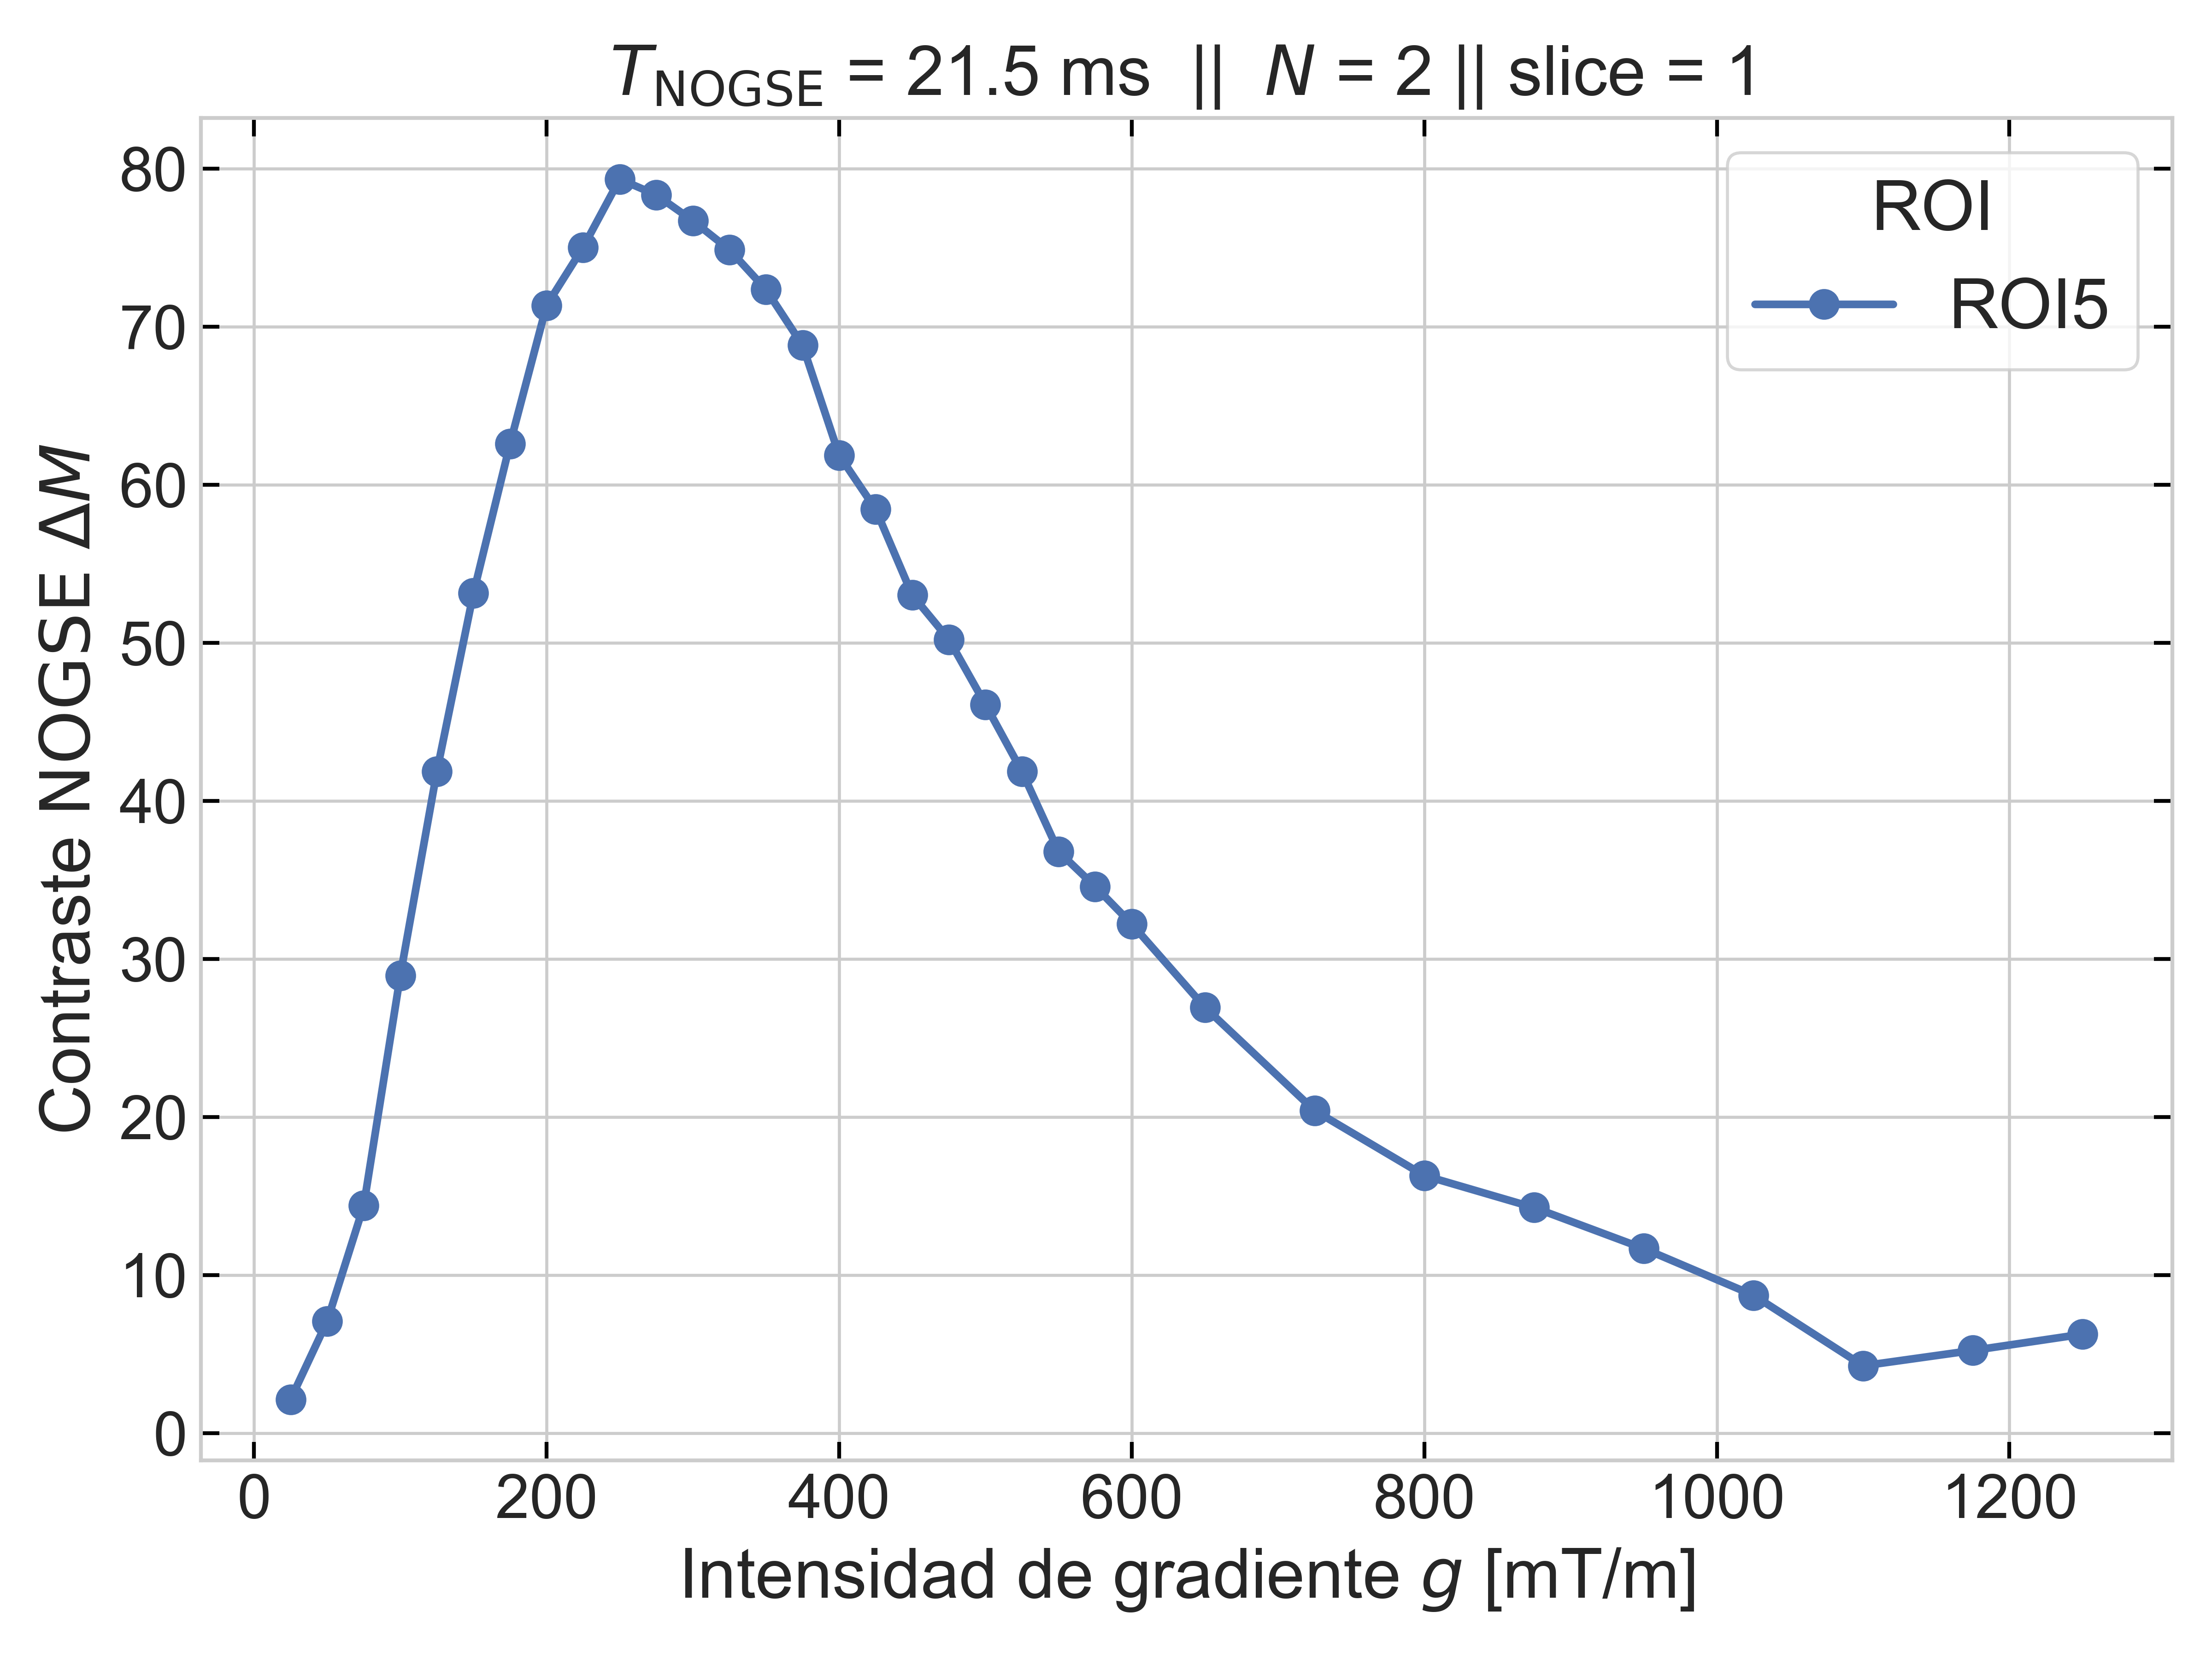 T_NOGSE = 21.5 ms || N = 2 || slice = 1
80
70
60
50
40
30
20
10
0
Contraste NOGSE ΔM
ROI
ROI5
0 200 400 600 800 1000 1200
Intensidad de gradiente g [mT/m]